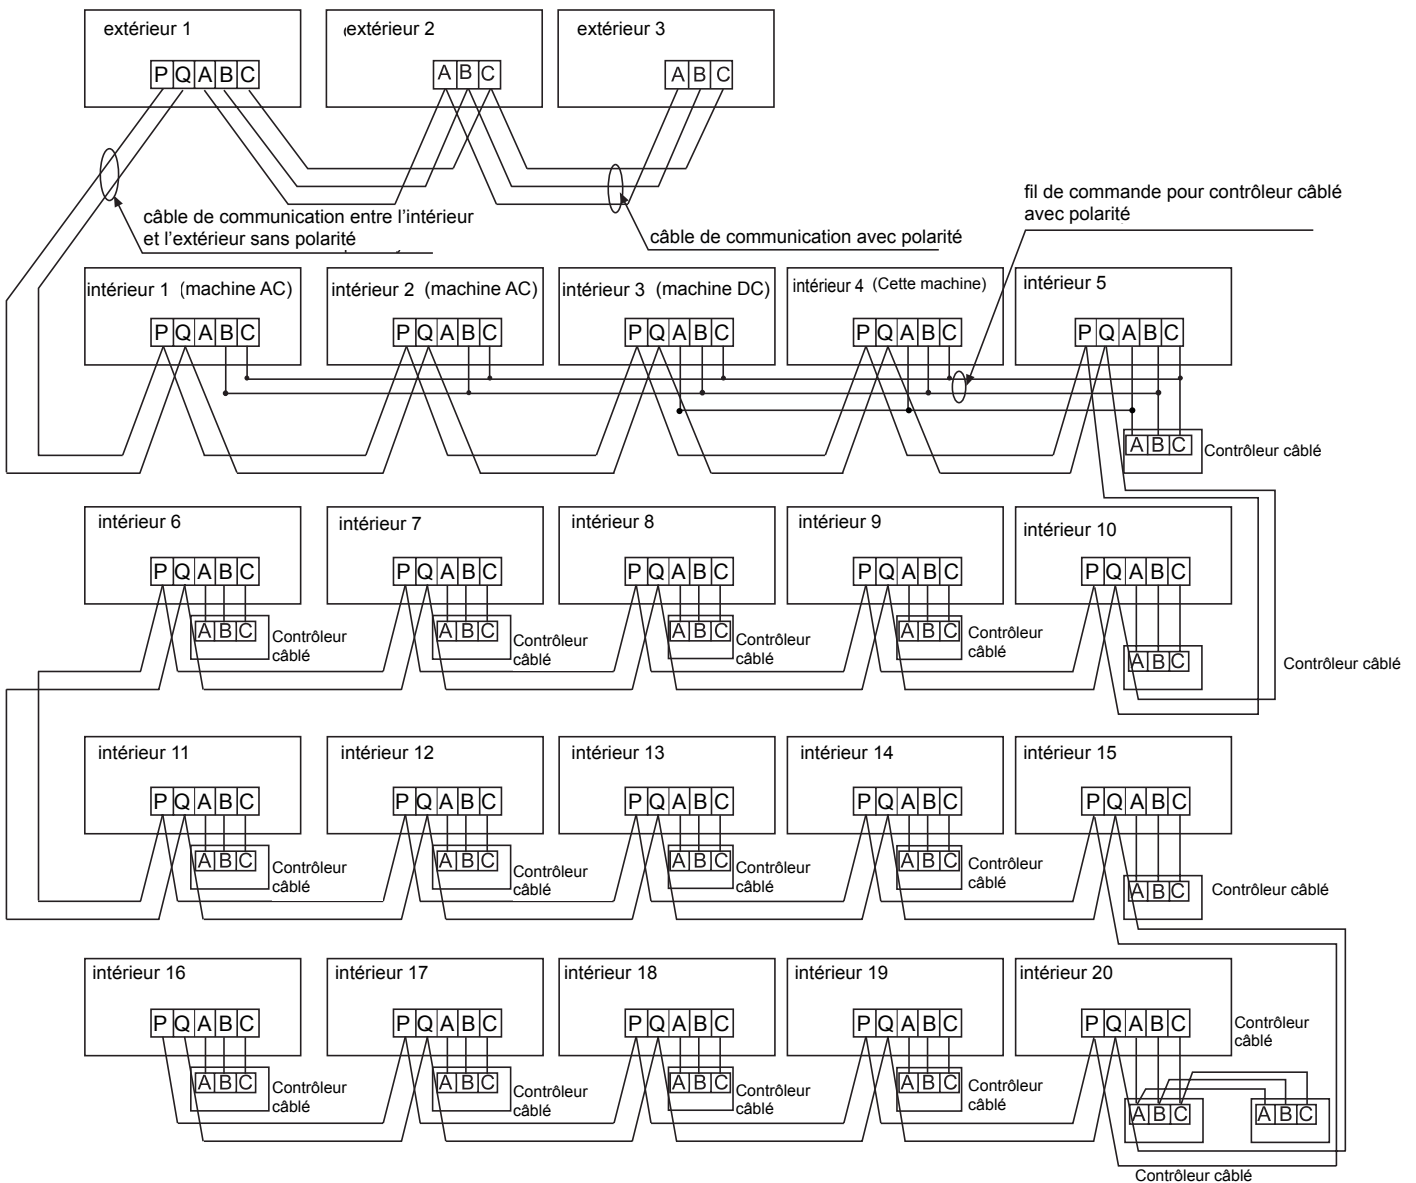 extérieur 1
extérieur 2
extérieur 3
P Q A B C
A B C
A B C
câble de communication entre l'intérieur
et l'extérieur sans polarité
câble de communication avec polarité
fil de commande pour contrôleur câblé
avec polarité
intérieur 1 (machine AC)
intérieur 2 (machine AC)
intérieur 3 (machine DC)
intérieur 4 (Cette machine)
intérieur 5
P Q A B C
P Q A B C
P Q A B C
P Q A B C
P Q A B C
A B C
Contrôleur câblé
intérieur 6
intérieur 7
intérieur 8
intérieur 9
intérieur 10
P Q A B C
P Q A B C
P Q A B C
P Q A B C
P Q A B C
A B C
Contrôleur
câblé
A B C
Contrôleur
câblé
A B C
Contrôleur
câblé
A B C
Contrôleur
câblé
A B C
Contrôleur câblé
intérieur 11
intérieur 12
intérieur 13
intérieur 14
intérieur 15
P Q A B C
P Q A B C
P Q A B C
P Q A B C
P Q A B C
A B C
Contrôleur
câblé
A B C
Contrôleur
câblé
A B C
Contrôleur
câblé
A B C
Contrôleur
câblé
A B C
Contrôleur câblé
intérieur 16
intérieur 17
intérieur 18
intérieur 19
intérieur 20
P Q A B C
P Q A B C
P Q A B C
P Q A B C
P Q A B C
Contrôleur
câblé
A B C
Contrôleur
câblé
A B C
Contrôleur
câblé
A B C
Contrôleur
câblé
A B C
Contrôleur
câblé
A B C
A B C
Contrôleur câblé